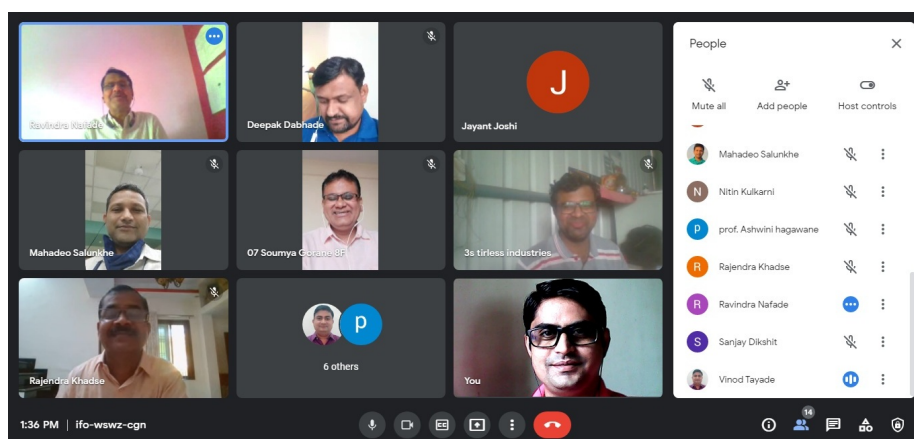 Ravindra Nafade
Deepak Dabhade
J
Jayant Joshi
Mahadeo Salunkhe
07 Soumya Gorane 8F
3s tirless industries
Rajendra Khadse
p
6 others
You
People
Mute all
Add people
Host controls
Mahadeo Salunkhe
N
Nitin Kulkarni
p
prof. Ashwini hagawane
R
Rajendra Khadse
R
Ravindra Nafade
S
Sanjay Dikshit
Vinod Tayade
1:36 PM | ifo-wswz-cgn
CC
14